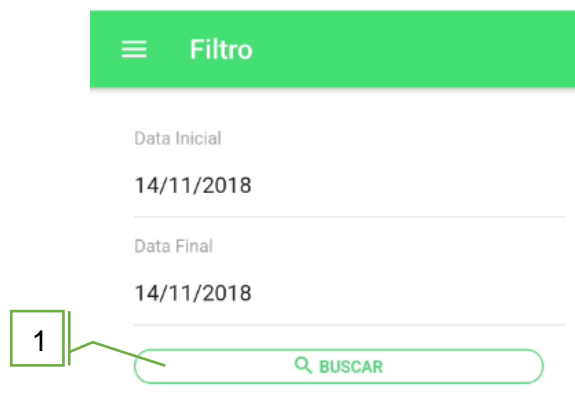 Filtro
Data Inicial
14/11/2018
Data Final
14/11/2018
1
BUSCAR